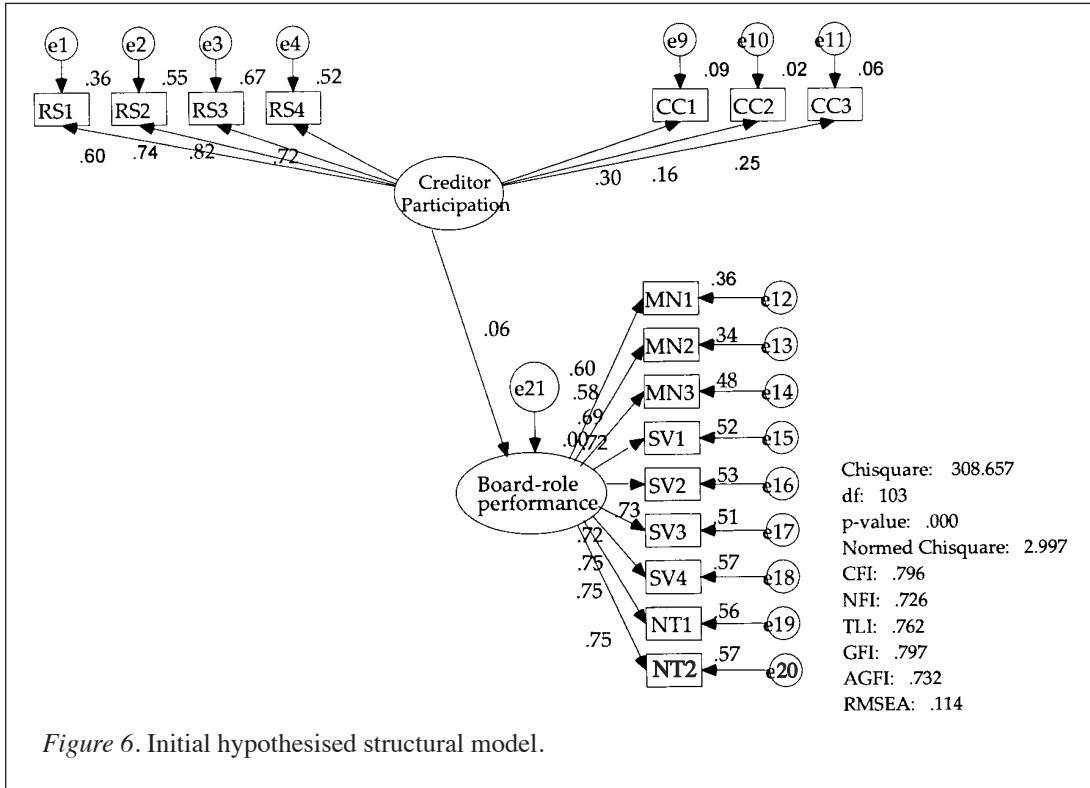 e1 e2 e3 e4 e9 e10 e11
.36 .55 .67 .52 .09 .02 .06
RS1 RS2 RS3 RS4 CC1 CC2 CC3
.60 .74 .82 .72 .30 .16 .25
Creditor
Participation
.06
.36
MN1 e12
.34
MN2 e13
.60
.58
e21
.48
MN3 e14
.69
.00 .72
.52
SV1 e15
Board-role
performance
.53
SV2 e16
.73
.51
SV3 e17
.72
.57
SV4 e18
.75
.75
.56
NT1 e19
.75
.57
NT2 e20
Chisquare: 308.657
df: 103
p-value: .000
Normed Chisquare: 2.997
CFI: .796
NFI: .726
TLI: .762
GFI: .797
AGFI: .732
RMSEA: .114
Figure 6. Initial hypothesised structural model.